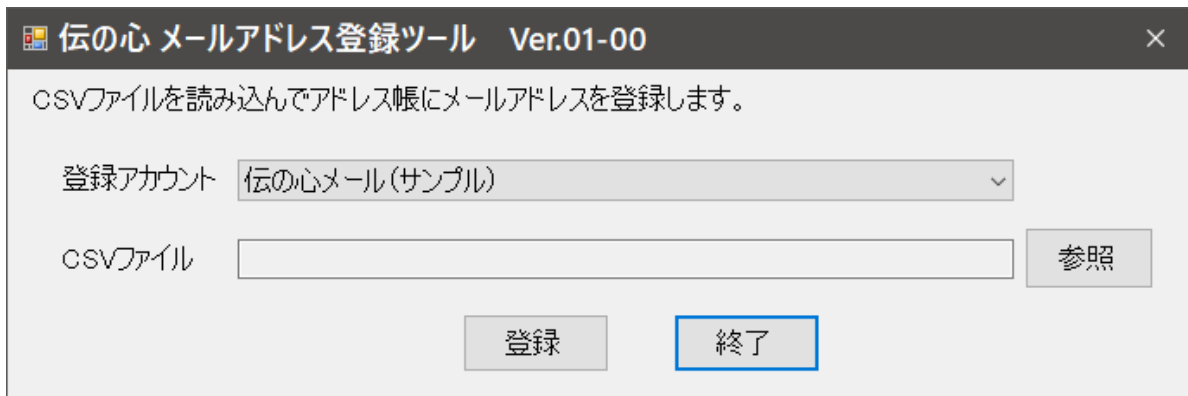 伝の心 メールアドレス登録ツール　Ver.01-00
CSVファイルを読み込んでアドレス帳にメールアドレスを登録します。
登録アカウント 伝の心メール(サンプル)
CSVファイル 参照
登録 終了